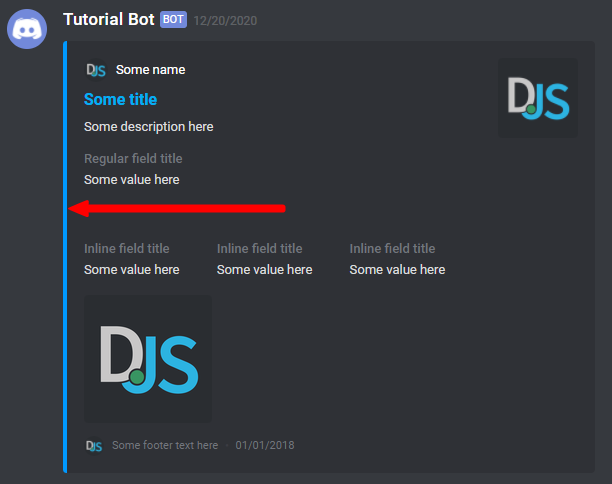 Tutorial Bot BOT 12/20/2020
DJS Some name
DJS
Some title
Some description here
Regular field title
Some value here
Inline field title Inline field title Inline field title
Some value here Some value here Some value here
DJS
DJS Some footer text here · 01/01/2018